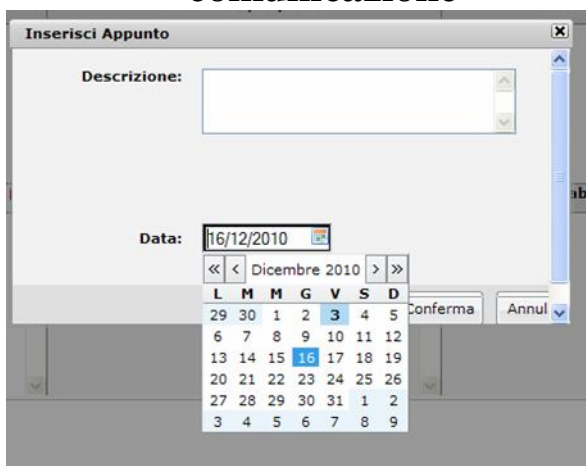 Inserisci Appunto
Descrizione:
Data: 16/12/2010
« < Dicembre 2010 > »
L M M G V S D
29 30 1 2 3 4 5
Conferma Annul
6 7 8 9 10 11 12
13 14 15 16 17 18 19
20 21 22 23 24 25 26
27 28 29 30 31 1 2
3 4 5 6 7 8 9